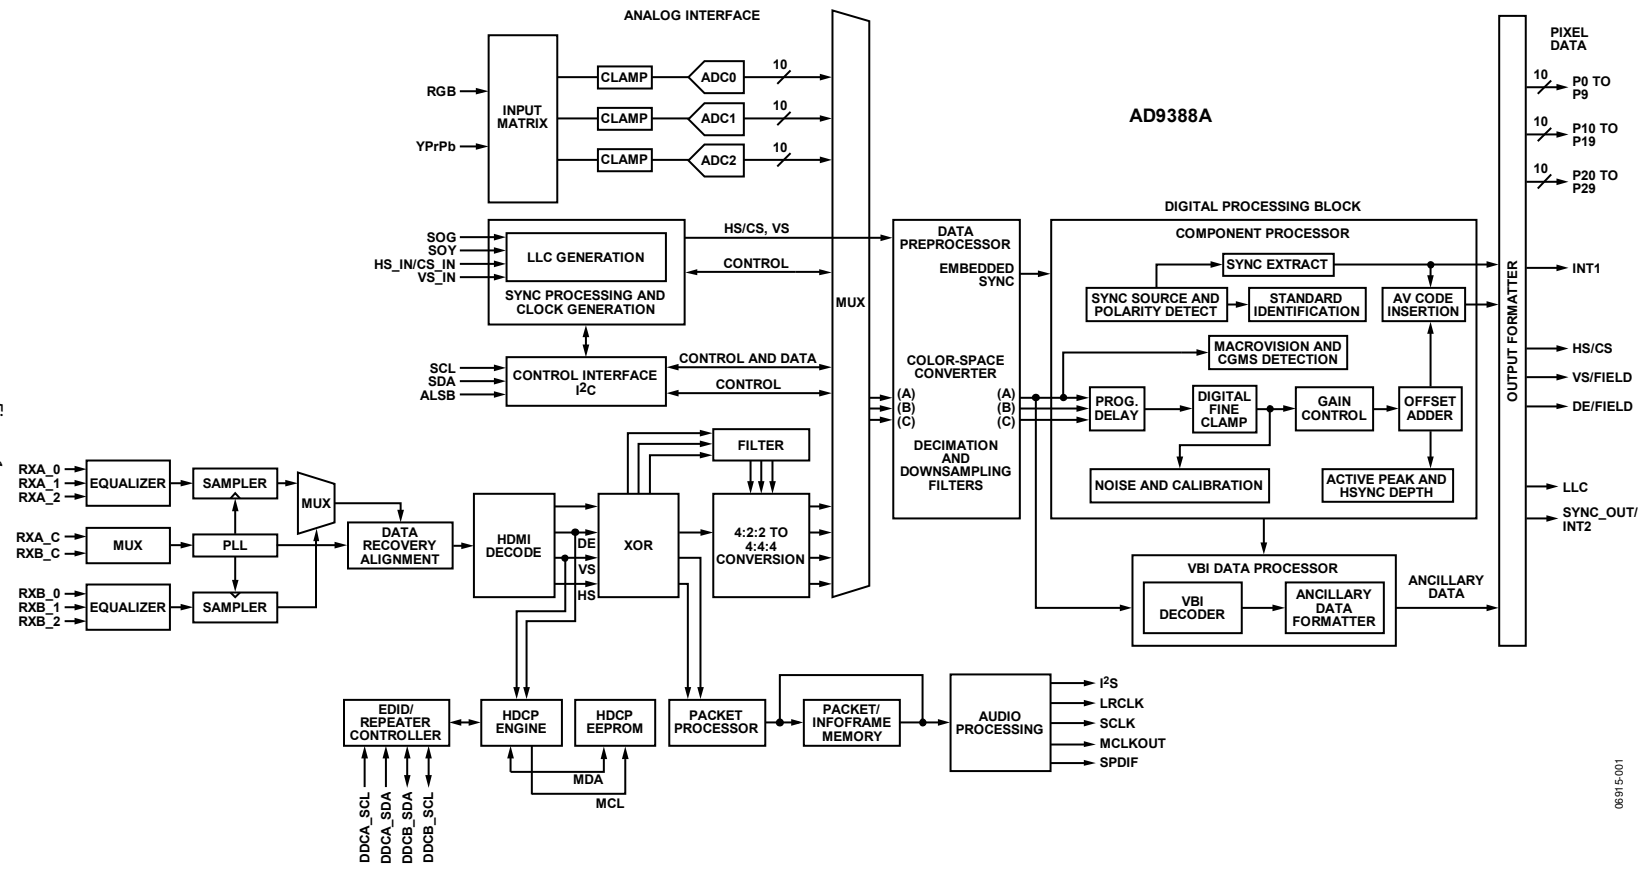 ANALOG INTERFACE
RGB
YPrPb
INPUT
MATRIX
CLAMP
ADC0
10
CLAMP
ADC1
10
CLAMP
ADC2
10
SOG
SOY
HS_IN/CS_IN
VS_IN
LLC GENERATION
SYNC PROCESSING AND
CLOCK GENERATION
HS/CS, VS
CONTROL
SCL
SDA
ALSB
CONTROL INTERFACE
I2C
CONTROL AND DATA
CONTROL
MUX
RXA_0
RXA_1
RXA_2
EQUALIZER
SAMPLER
MUX
RXA_C
RXB_C
MUX
PLL
DATA
RECOVERY
ALIGNMENT
RXB_0
RXB_1
RXB_2
EQUALIZER
SAMPLER
HDMI
DECODE
DE
VS
HS
XOR
FILTER
4:2:2 TO
4:4:4
CONVERSION
EDID/
REPEATER
CONTROLLER
HDCP
ENGINE
HDCP
EEPROM
MDA
MCL
DDCA_SCL
DDCA_SDA
DDCB_SDA
DDCB_SCL
PACKET
PROCESSOR
PACKET/
INFOFRAME
MEMORY
AUDIO
PROCESSING
I2S
LRCLK
SCLK
MCLKOUT
SPDIF
AD9388A
DATA
PREPROCESSOR
EMBEDDED
SYNC
COLOR-SPACE
CONVERTER
(A)
(B)
(C)
(A)
(B)
(C)
DECIMATION
AND
DOWNSAMPLING
FILTERS
DIGITAL PROCESSING BLOCK
COMPONENT PROCESSOR
SYNC EXTRACT
SYNC SOURCE AND
POLARITY DETECT
STANDARD
IDENTIFICATION
AV CODE
INSERTION
MACROVISION AND
CGMS DETECTION
PROG.
DELAY
DIGITAL
FINE
CLAMP
GAIN
CONTROL
OFFSET
ADDER
NOISE AND CALIBRATION
ACTIVE PEAK AND
HSYNC DEPTH
VBI DATA PROCESSOR
VBI
DECODER
ANCILLARY
DATA
FORMATTER
ANCILLARY
DATA
OUTPUT FORMATTER
PIXEL
DATA
10
P0 TO
P9
10
P10 TO
P19
10
P20 TO
P29
INT1
HS/CS
VS/FIELD
DE/FIELD
LLC
SYNC_OUT/
INT2
06915-001